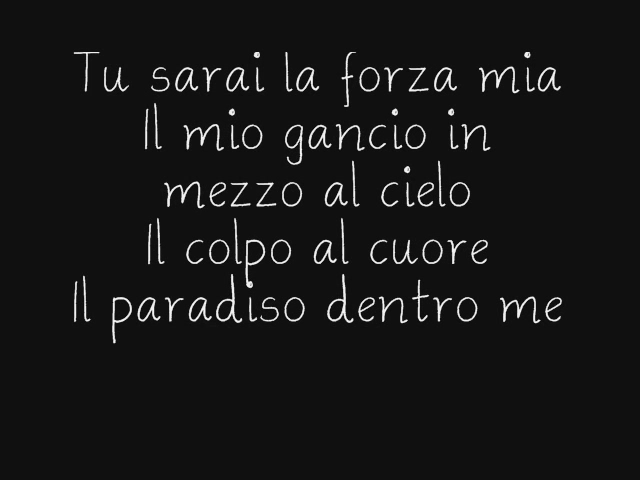 Tu sarai la forza mia
Il mio gancio in
mezzo al cielo
Il colpo al cuore
Il paradiso dentro me